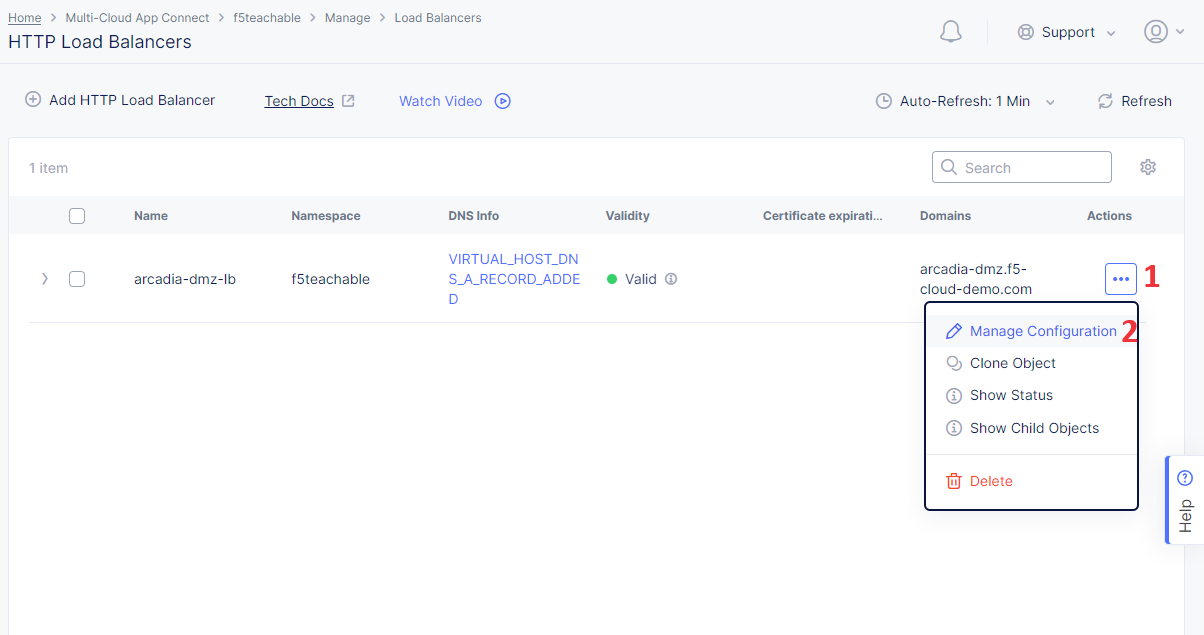 Home > Multi-Cloud App Connect > f5teachable > Manage > Load Balancers
HTTP Load Balancers
Support
Add HTTP Load Balancer
Tech Docs
Watch Video
Auto-Refresh: 1 Min
Refresh
1 item
Search
Name Namespace DNS Info Validity Certificate expirati... Domains Actions
arcadia-dmz-lb
f5teachable
VIRTUAL_HOST_DN
S_A_RECORD_ADDE
D
Valid
arcadia-dmz.f5-
cloud-demo.com
1
Manage Configuration
2
Clone Object
Show Status
Show Child Objects
Delete
Help